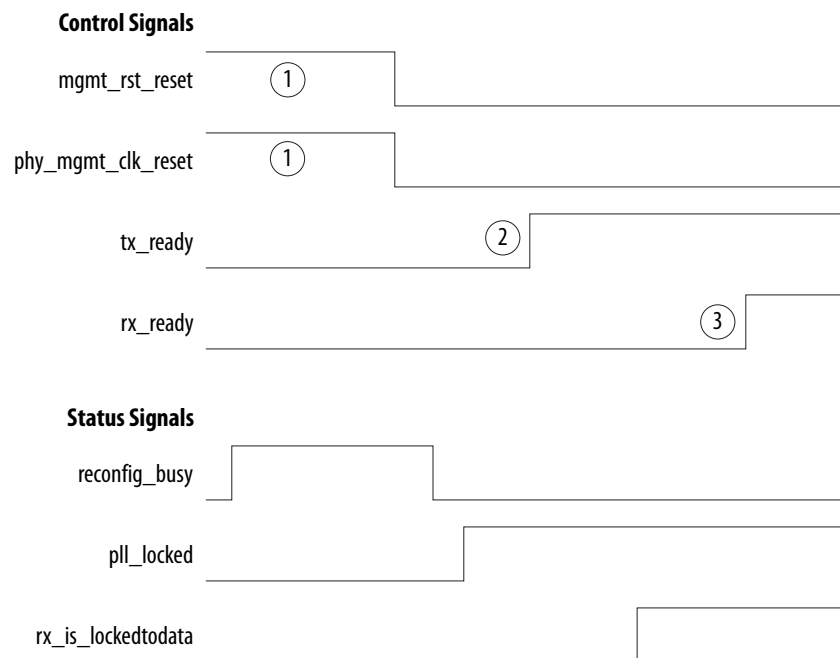 Control Signals
mgmt_rst_reset
1
phy_mgmt_clk_reset
1
tx_ready
2
rx_ready
3
Status Signals
reconfig_busy
pll_locked
rx_is_lockedtodata